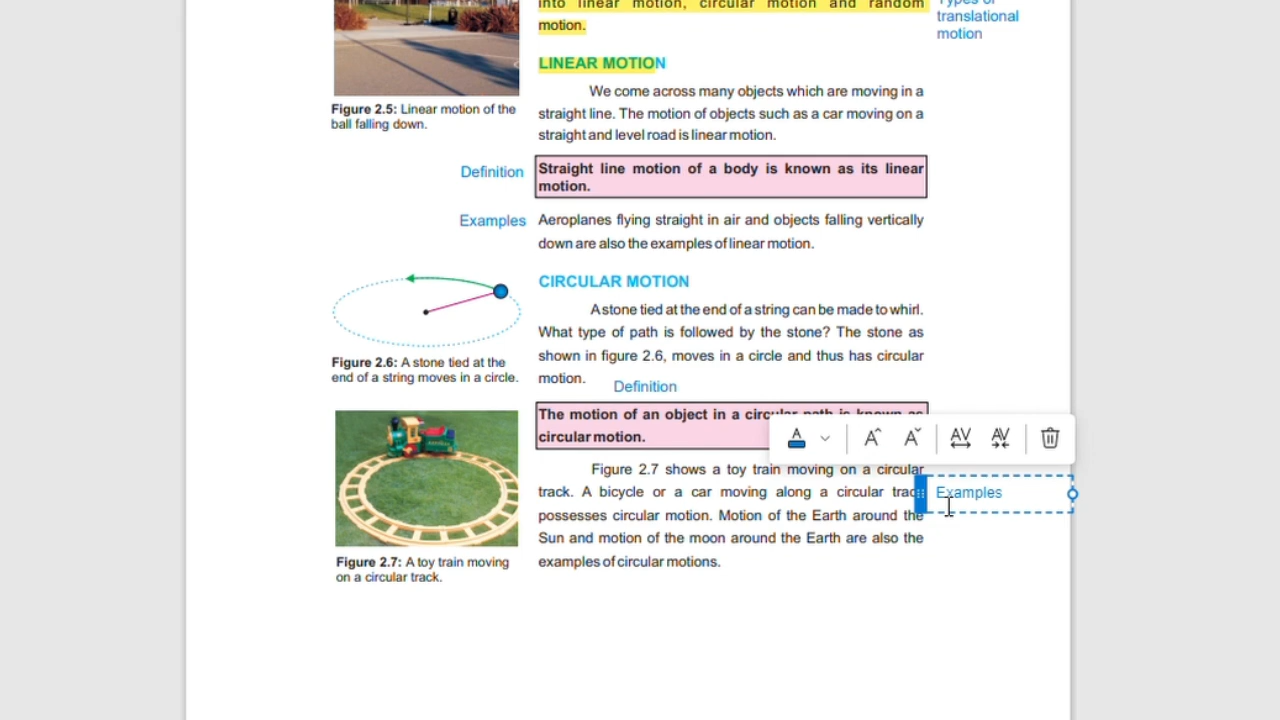 into linear motion, circular motion and random
motion.
Types of
translational
motion
LINEAR MOTION
We come across many objects which are moving in a
straight line. The motion of objects such as a car moving on a
straight and level road is linear motion.
Figure 2.5: Linear motion of the
ball falling down.
Definition
Straight line motion of a body is known as its linear
motion.
Examples
Aeroplanes flying straight in air and objects falling vertically
down are also the examples of linear motion.
CIRCULAR MOTION
A stone tied at the end of a string can be made to whirl.
What type of path is followed by the stone? The stone as
shown in figure 2.6, moves in a circle and thus has circular
motion.
Figure 2.6: A stone tied at the
end of a string moves in a circle.
Definition
The motion of an object in a circular path is known as
circular motion.
A A A AV AV
Figure 2.7 shows a toy train moving on a circular
track. A bicycle or a car moving along a circular track
possesses circular motion. Motion of the Earth around the
Sun and motion of the moon around the Earth are also the
examples of circular motions.
Examples
Figure 2.7: A toy train moving
on a circular track.